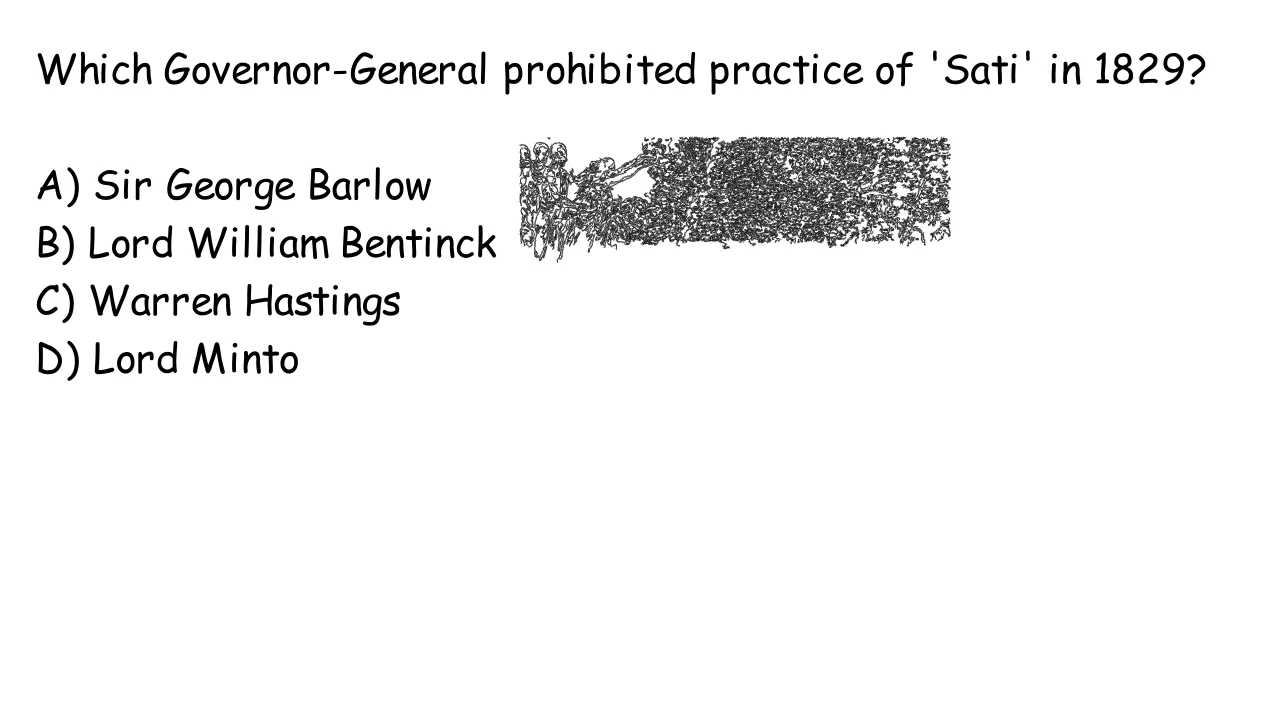 Which Governor-General prohibited practice of 'Sati' in 1829?
A) Sir George Barlow
B) Lord William Bentinck
C) Warren Hastings
D) Lord Minto